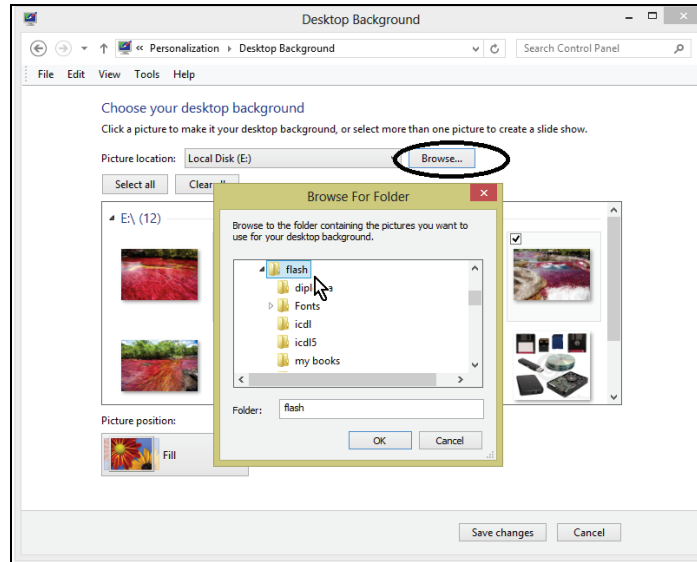 Desktop Background
« Personalization Desktop Background
Search Control Panel
File Edit View Tools Help
Choose your desktop background
Click a picture to make it your desktop background, or select more than one picture to create a slide show.
Picture location: Local Disk (E:) Browse...
Select all
E:\ (12)
Browse For Folder
Browse to the folder containing the pictures you want to
use for your desktop background.
flash
Fonts
icdl
icdl5
my books
Folder: flash
OK Cancel
Picture position:
Fill
Save changes Cancel